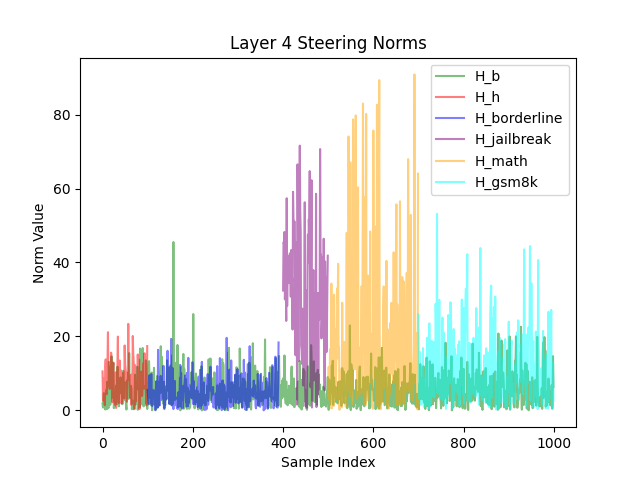 Layer 4 Steering Norms
H_b
H_h
H_borderline
H_jailbreak
H_math
H_gsm8k
Norm Value
80
60
40
20
0
0
200
400
600
800
1000
Sample Index